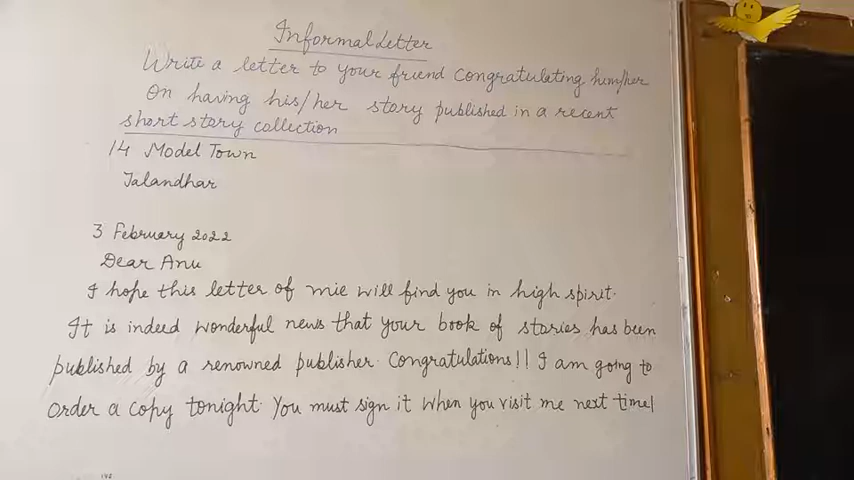 Informal Letter
Write a letter to your friend congratulating him/her
On having his/her story published in a recent
short story collection
14 Model Town
Jalandhar
3 February 2022
Dear Anu
I hope this letter of mie will find you in high spirit.
It is indeed wonderful news that your book of stories has been
published by a renowned publisher. Congratulations!! I am going to
Order a copy tonight. You must sign it when you visit me next time!